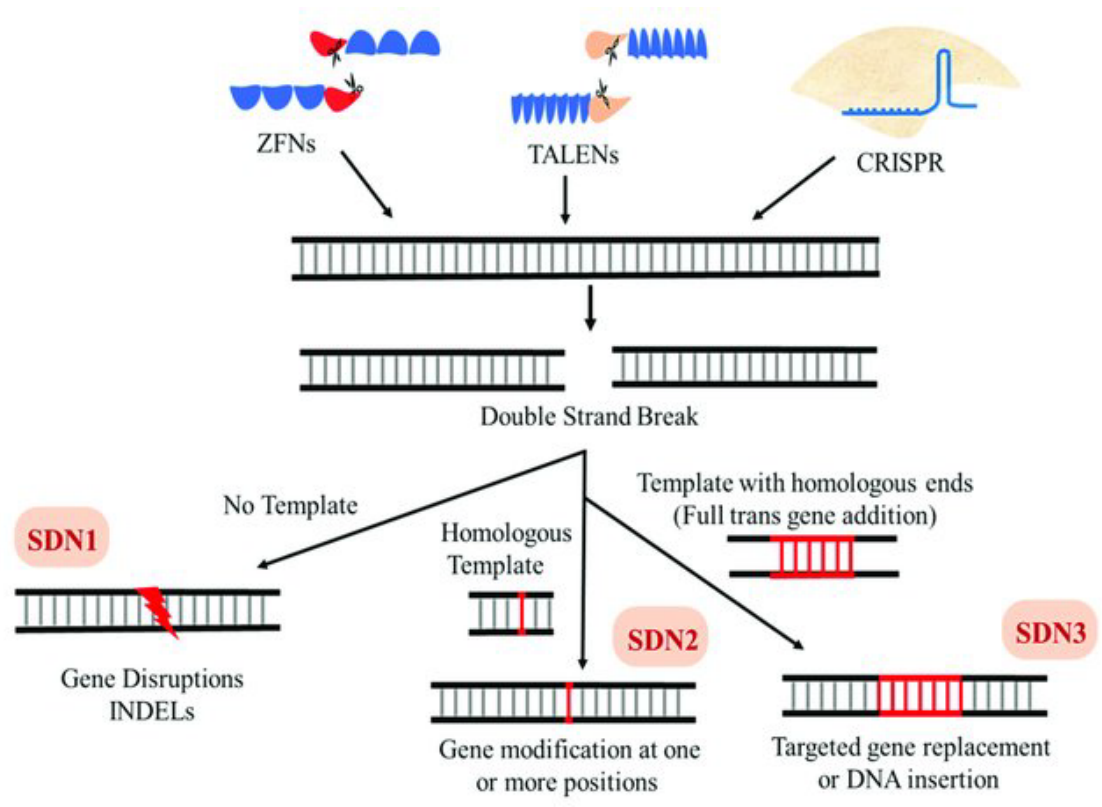 ZFNs
TALENs
CRISPR
Double Strand Break
No Template
SDN1
Gene Disruptions
INDELs
Homologous
Template
SDN2
Gene modification at one
or more positions
Template with homologous ends
(Full trans gene addition)
SDN3
Targeted gene replacement
or DNA insertion